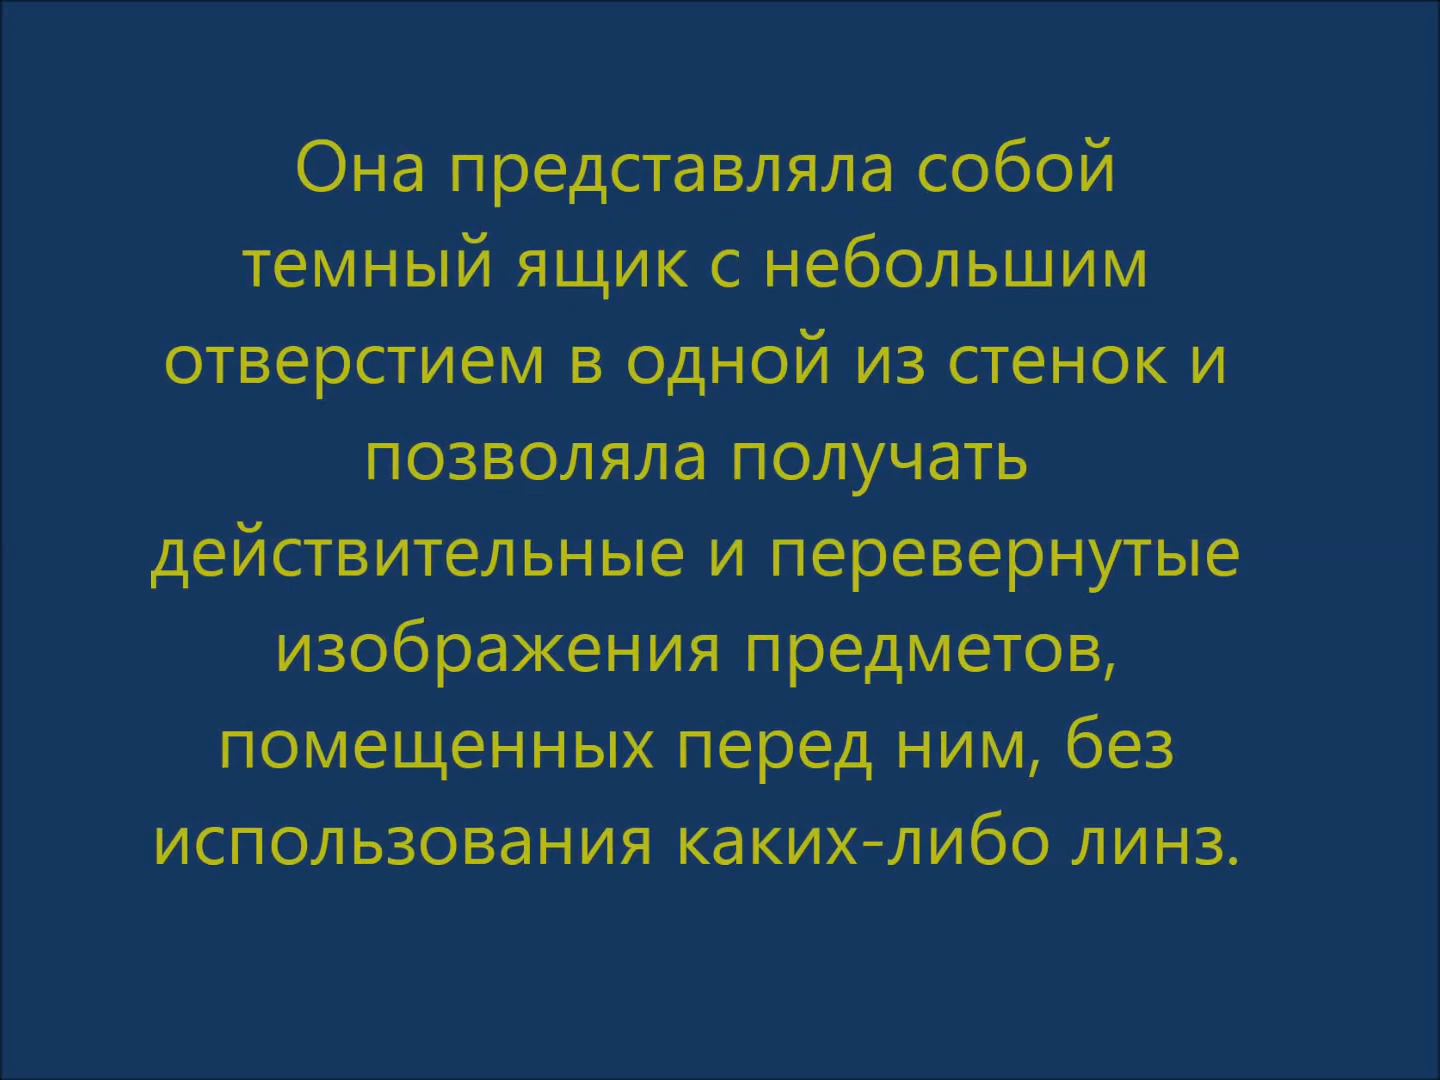 Она представляла собой
темный ящик с небольшим
отверстием в одной из стенок и
позволяла получать
действительные и перевернутые
изображения предметов,
помещенных перед ним, без
использования каких-либо линз.